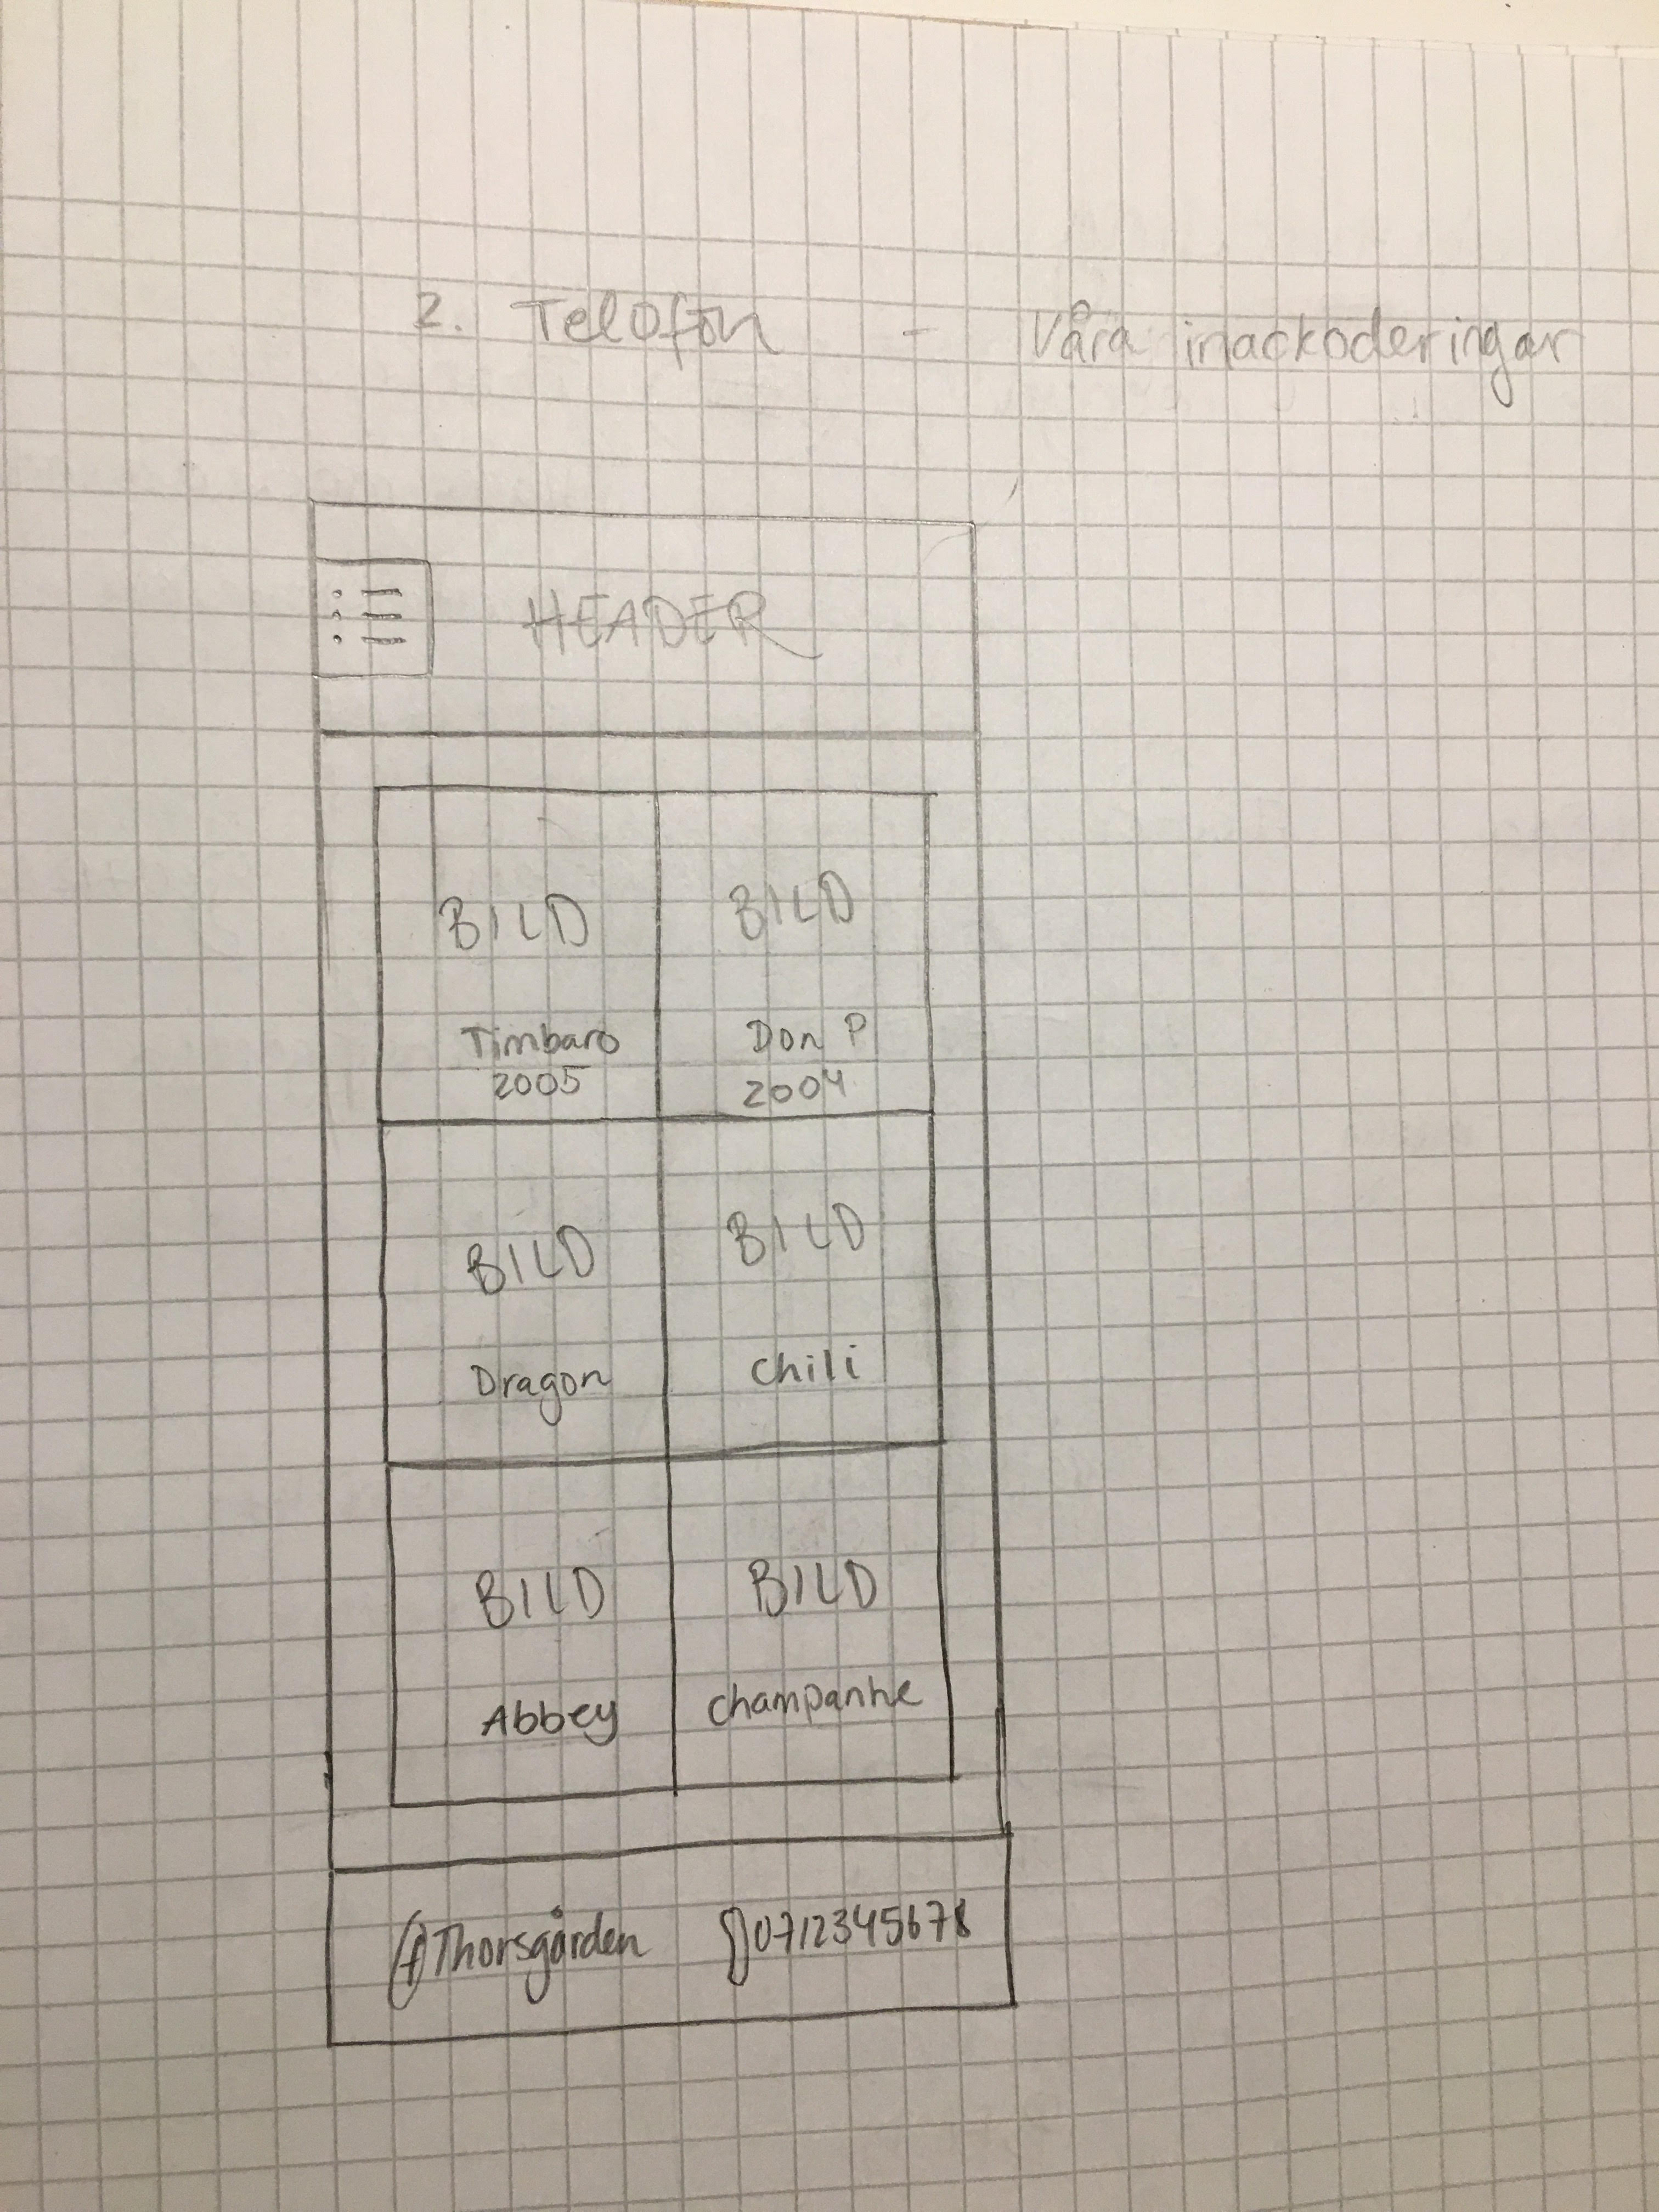 2. Telefon - Våra inackoderingar
HEADER
BILD BILD
Timbaro Don P
2005 2004
BILD BILD
Dragon Chili
BILD BILD
Abbey Champanhe
Thorsgården 0712345678